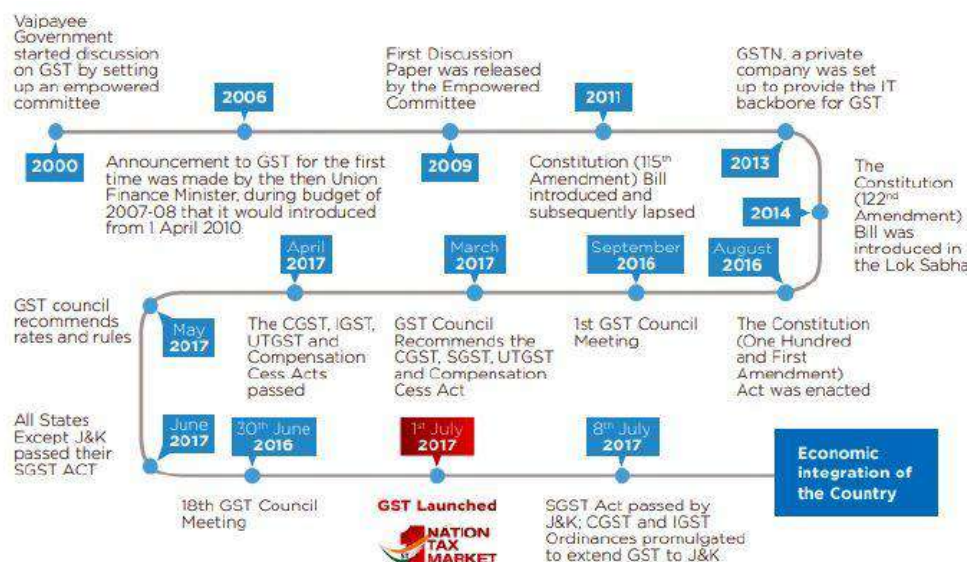 Vajpayee
Government
started discussion
on GST by setting
up an empowered
committee
2000
2006
Announcement to GST for the first
time was made by the then Union
Finance Minister, during budget of
2007-08 that it would introduced
from 1 April 2010
First Discussion
Paper was released
by the Empowered
Committee
2009
2011
Constitution (115th
Amendment) Bill
introduced and
subsequently lapsed
GSTN, a private
company was set
up to provide the IT
backbone for GST
2013
2014
The
Constitution
(122nd
Amendment)
Bill was
introduced in
the Lok Sabha
August
2016
The Constitution
(One Hundred
and First
Amendment)
Act was enacted
September
2016
1st GST Council
Meeting
March
2017
GST Council
Recommends the
CGST, SGST, UTGST
and Compensation
Cess Act
April
2017
The CGST, IGST,
UTGST and
Compensation
Cess Acts
passed
GST council
recommends
rates and rules
May
2017
All States
Except J&K
passed their
SGST ACT
June
2017
30th June
2016
18th GST Council
Meeting
1st July
2017
GST Launched
1 NATION
TAX
MARKET
8th July
2017
SGST Act passed by
J&K; CGST and IGST
Ordinances promulgated
to extend GST to J&K
Economic
integration of
the Country